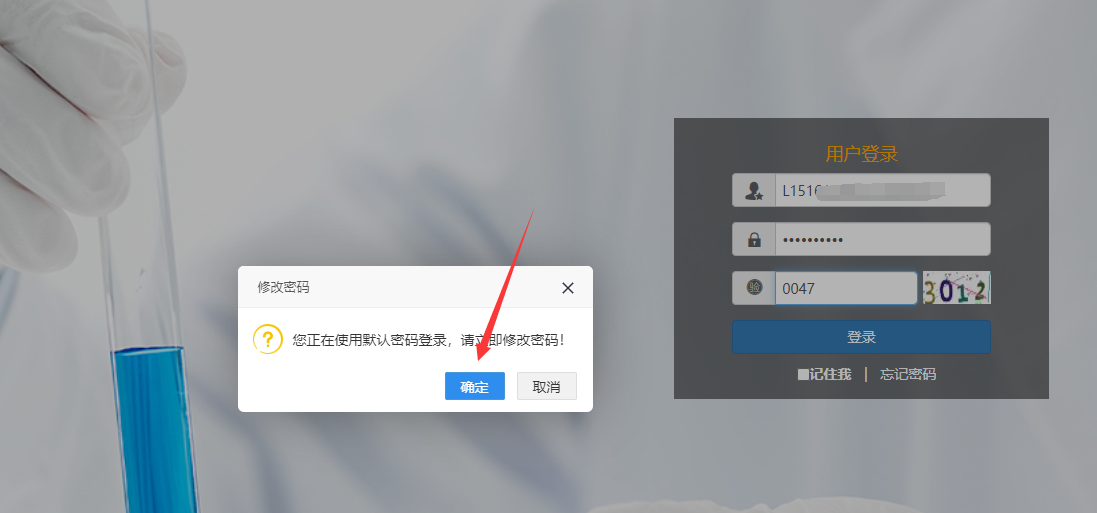 用户登录
L1516
••••••••••
0047
3012
登录
记住我 | 忘记密码
修改密码
?
您正在使用默认密码登录，请立即修改密码！
确定
取消